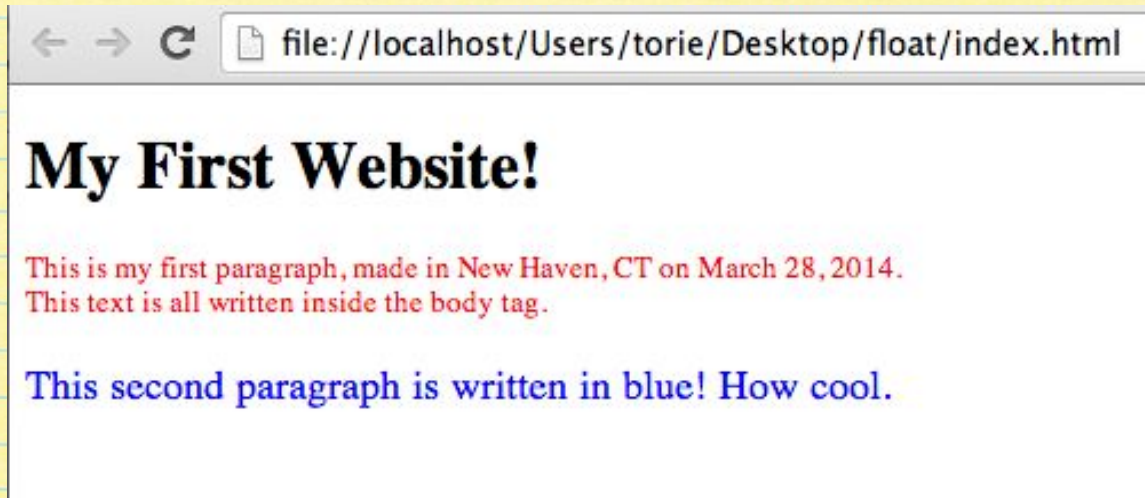 file://localhost/Users/torie/Desktop/float/index.html
My First Website!
This is my first paragraph, made in New Haven, CT on March 28, 2014.
This text is all written inside the body tag.
This second paragraph is written in blue! How cool.